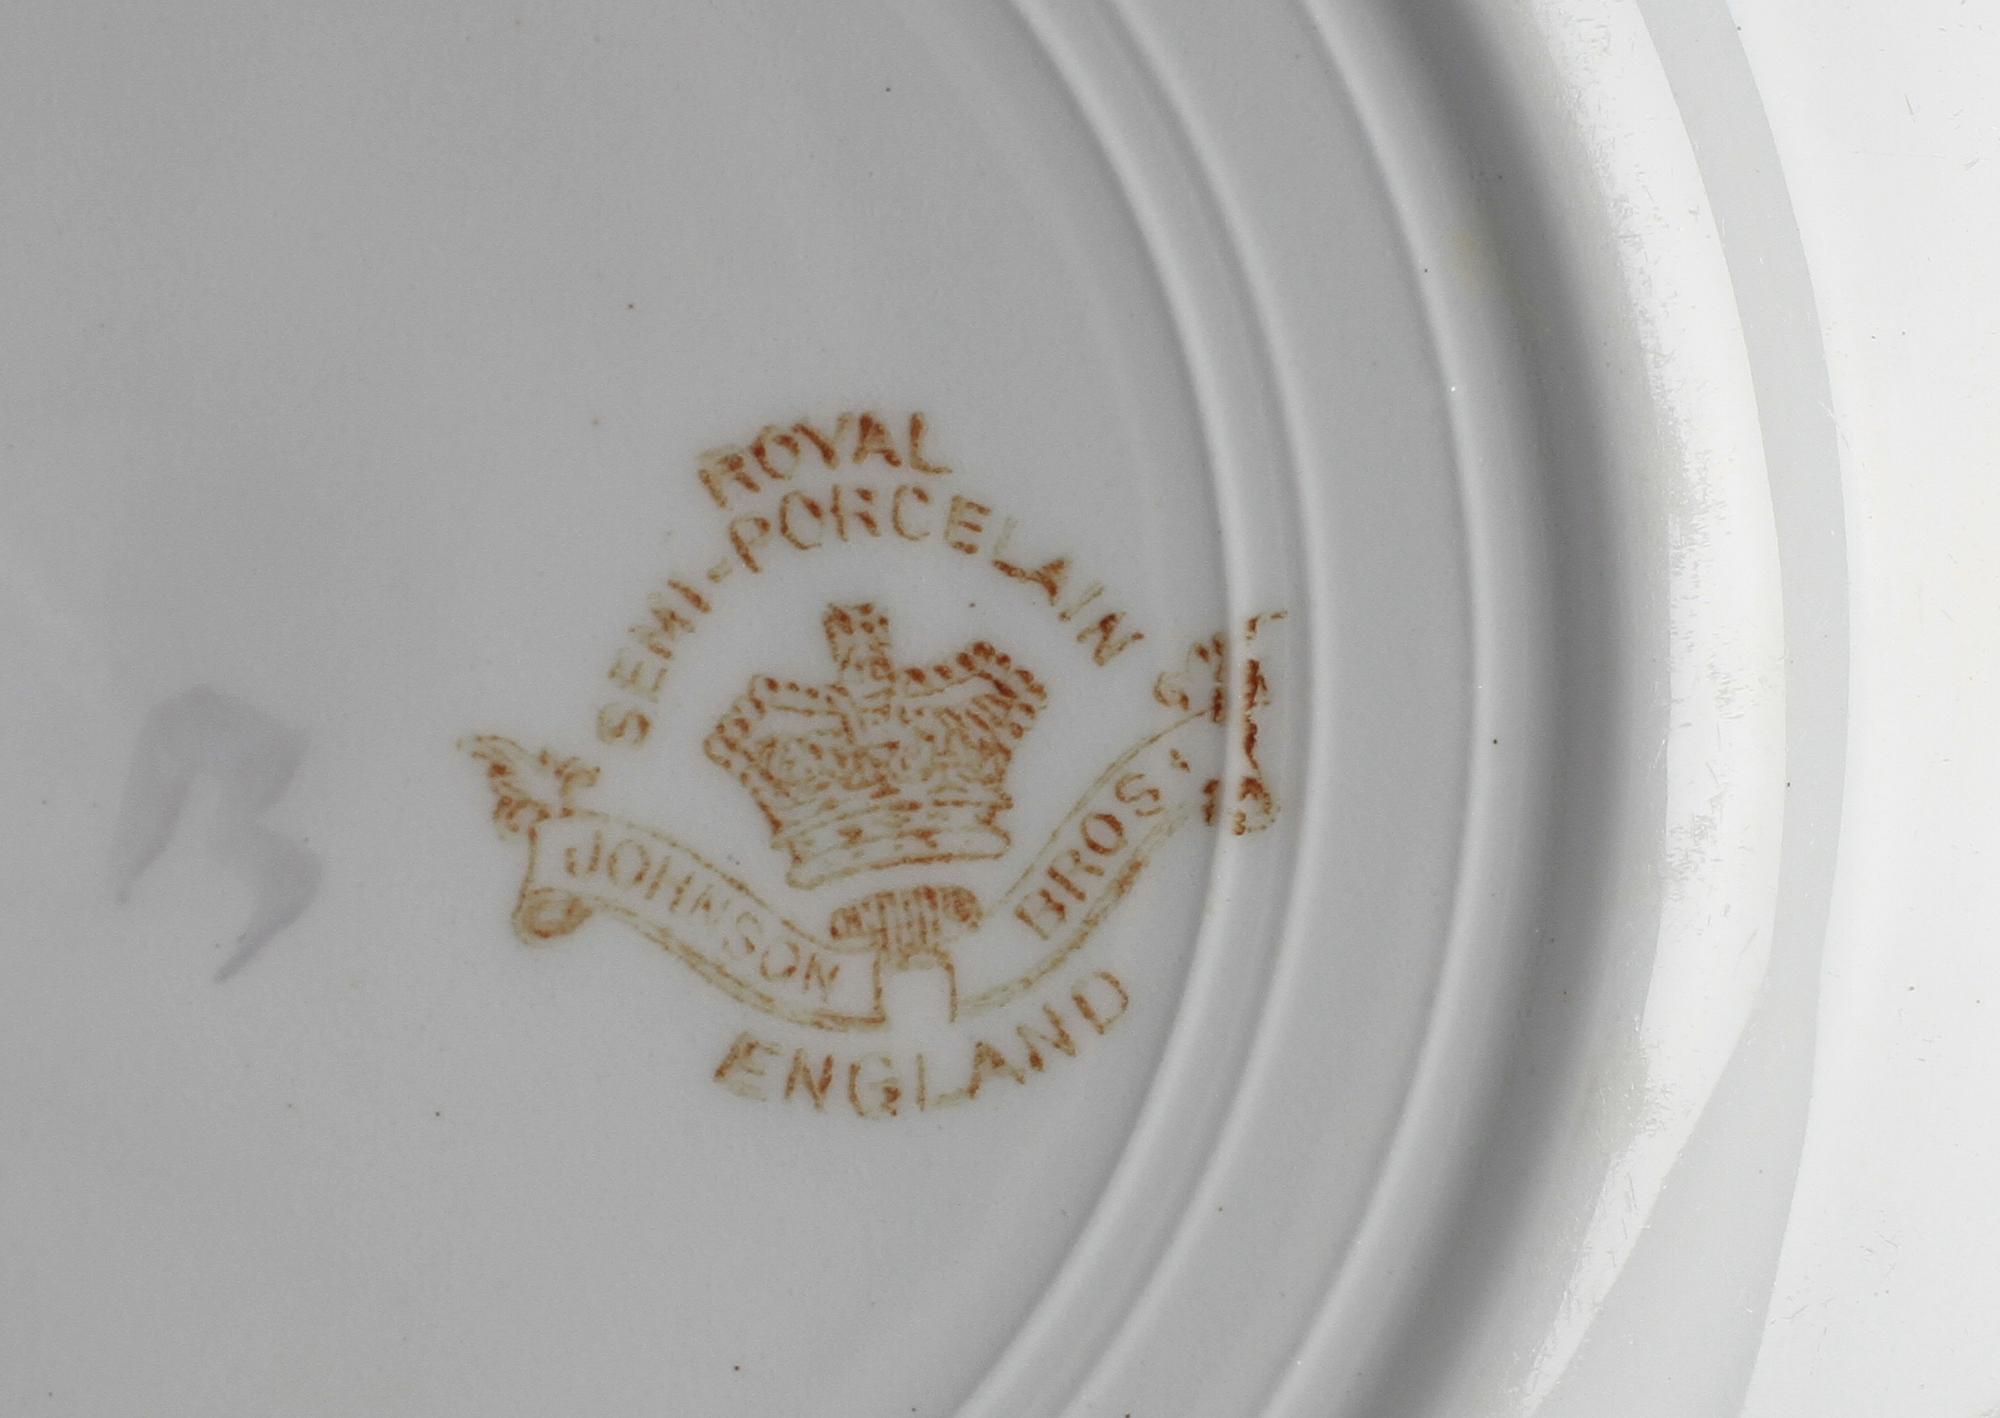 ROYAL
SEMI-PORCELAIN
JOHNSON BROS.
ENGLAND